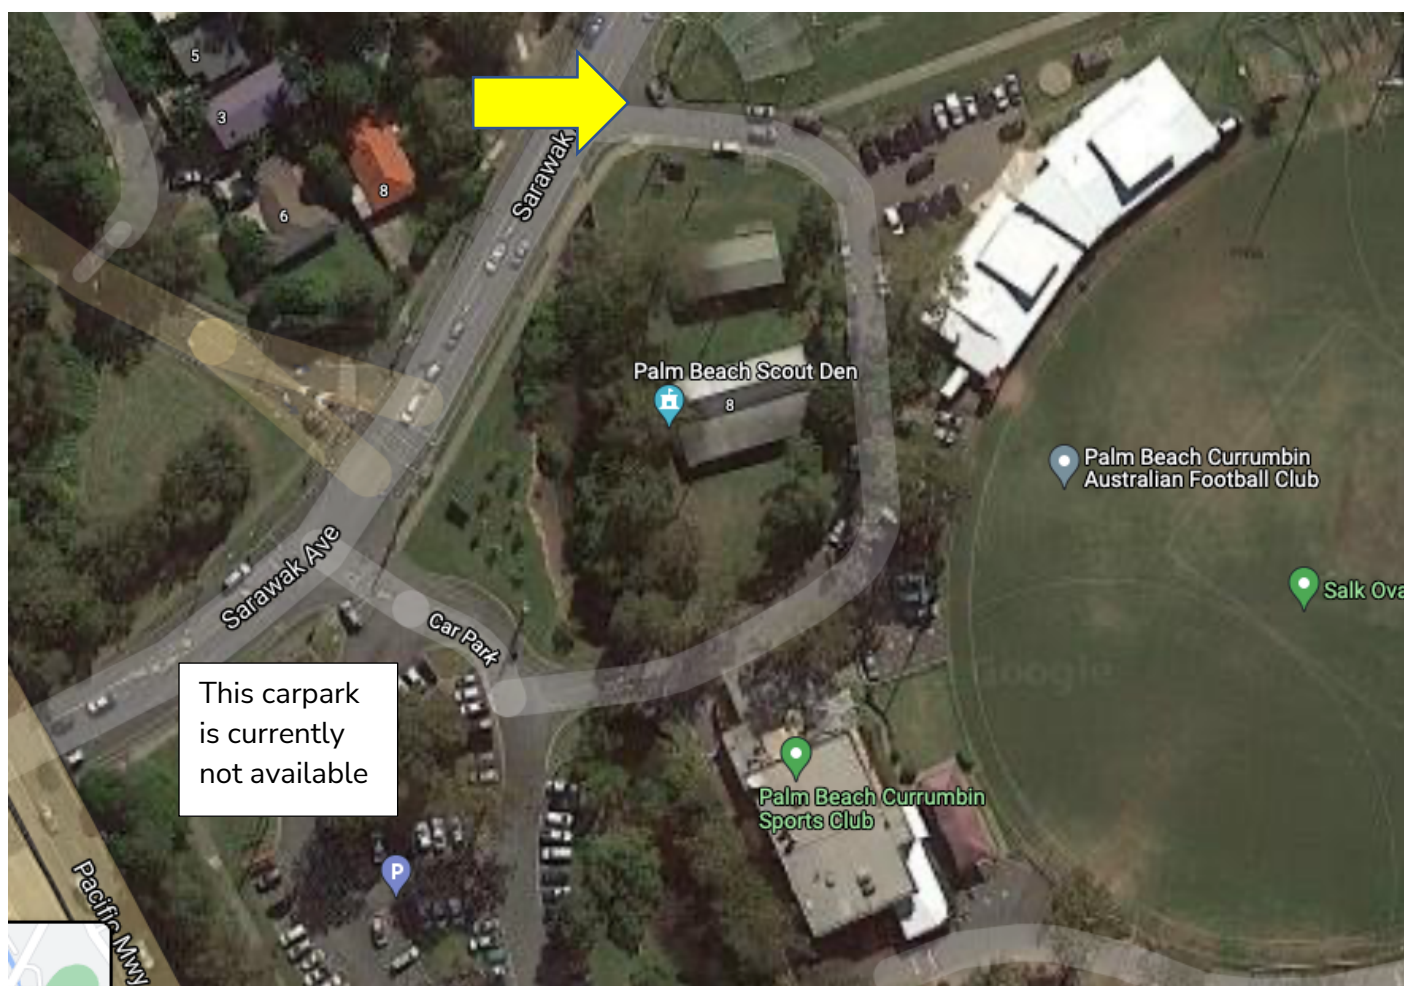 5
3
8
6
Sarawak
Palm Beach Scout Den
8
Palm Beach Currumbin
Australian Football Club
Salk Ova
Sarawak Ave
Car Park
Google
This carpark
is currently
not available
Palm Beach Currumbin
Sports Club
P
Pacific Mwy